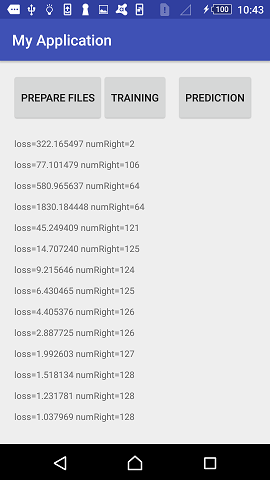 100 10:43
My Application
PREPARE FILES TRAINING PREDICTION
loss=322.165497 numRight=2
loss=77.101479 numRight=106
loss=580.965637 numRight=64
loss=1830.184448 numRight=64
loss=45.249409 numRight=121
loss=14.707240 numRight=125
loss=9.215646 numRight=124
loss=6.430465 numRight=125
loss=4.405376 numRight=126
loss=2.887725 numRight=126
loss=1.992603 numRight=127
loss=1.518134 numRight=128
loss=1.231781 numRight=128
loss=1.037969 numRight=128